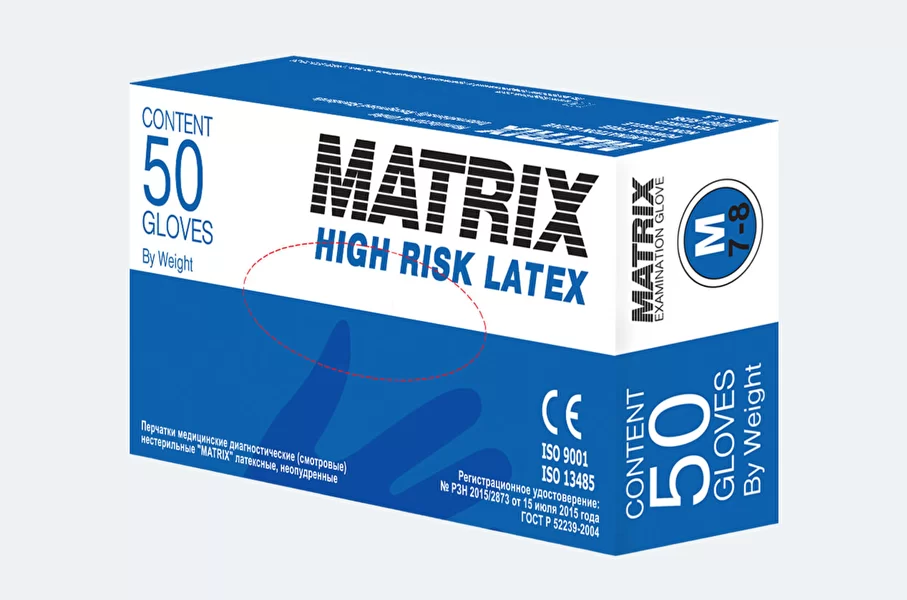 CONTENT
50
GLOVES
By Weight
MATRIX
HIGH RISK LATEX
Перчатки медицинские диагностические (смотровые)
нестерильные "MATRIX" латексные, неопудренные
CE
ISO 9001
ISO 13485
Регистрационное удостоверение:
№ РЗН 2015/2873 от 15 июля 2015 года
ГОСТ Р 52239-2004
MATRIX
EXAMINATION GLOVE
M
7-8
CONTENT
50
GLOVES
By Weight
MATRIX